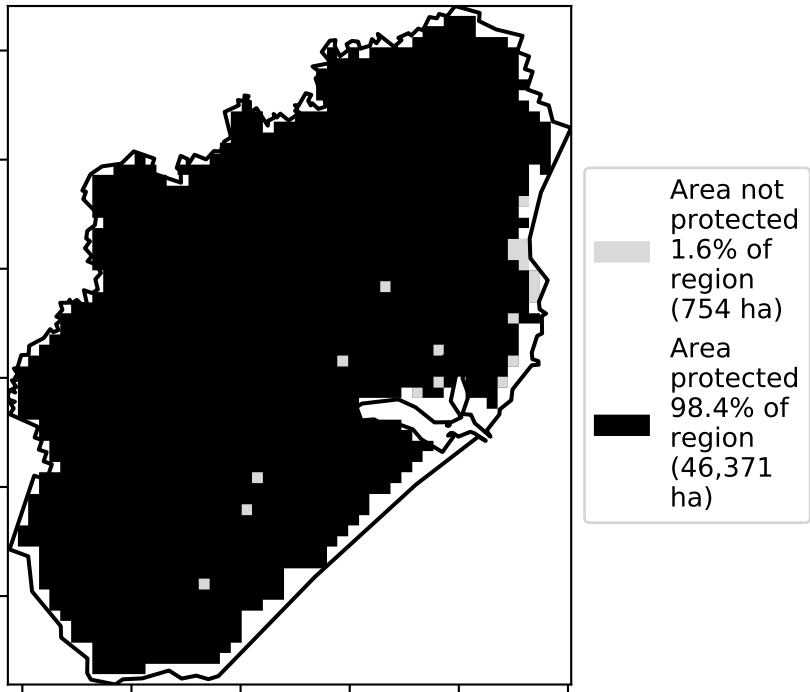 Area not
protected
1.6% of
region
(754 ha)
Area
protected
98.4% of
region
(46,371
ha)